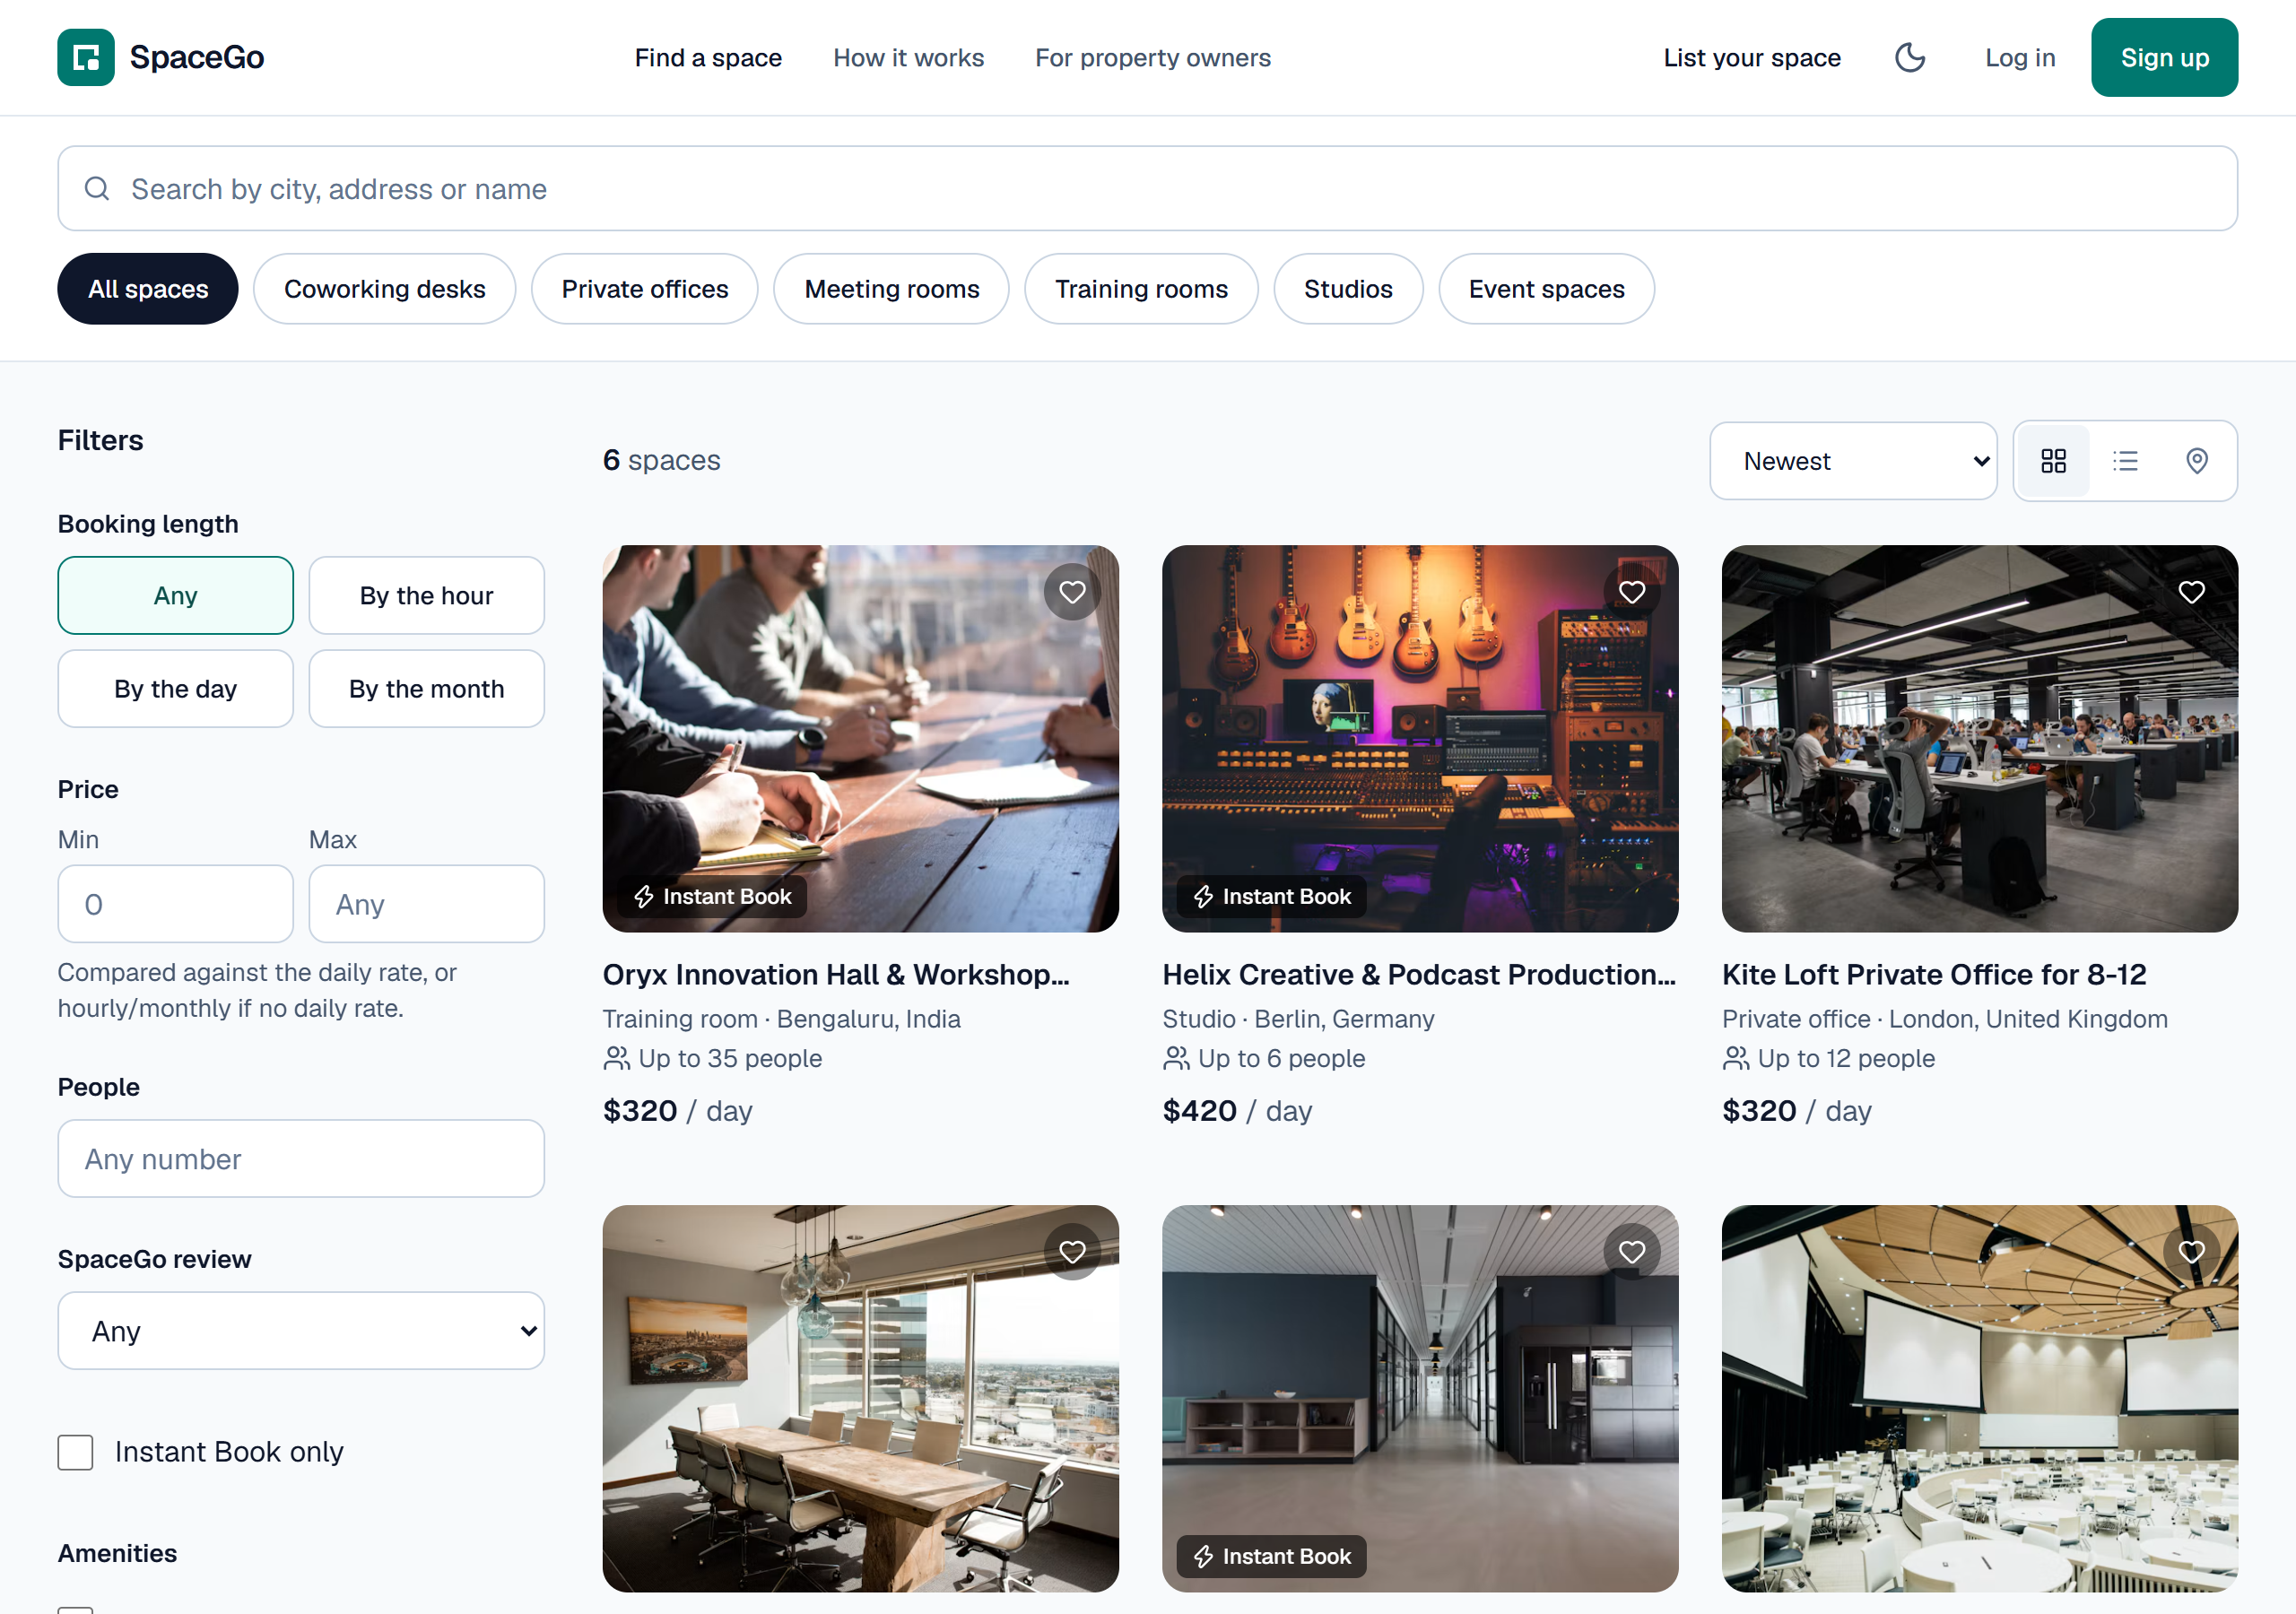 SpaceGo
Find a space
How it works
For property owners
List your space
Log in
Sign up
Search by city, address or name
All spaces
Coworking desks
Private offices
Meeting rooms
Training rooms
Studios
Event spaces
Filters
Booking length
Any
By the hour
By the day
By the month
Price
Min
Max
0
Any
Compared against the daily rate, or
hourly/monthly if no daily rate.
People
Any number
SpaceGo review
Any
Instant Book only
Amenities
6 spaces
Newest
Instant Book
Oryx Innovation Hall & Workshop...
Training room · Bengaluru, India
Up to 35 people
$320 / day
Instant Book
Helix Creative & Podcast Production...
Studio · Berlin, Germany
Up to 6 people
$420 / day
Kite Loft Private Office for 8-12
Private office · London, United Kingdom
Up to 12 people
$320 / day
Instant Book